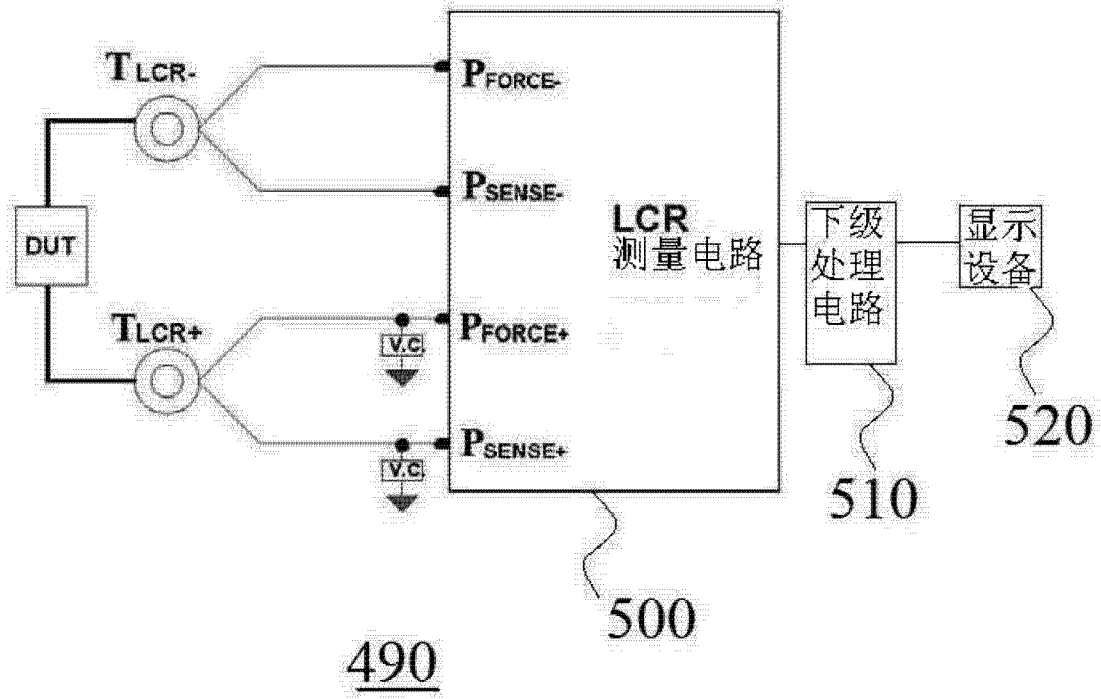 T LCR-
PFORCE-
PSENSE-
DUT
LCR
测量电路
下级
处理
电路
显示
设备
TLCR+
V.C.
PFORCE+
V.C.
PSENSE+
520
510
500
490